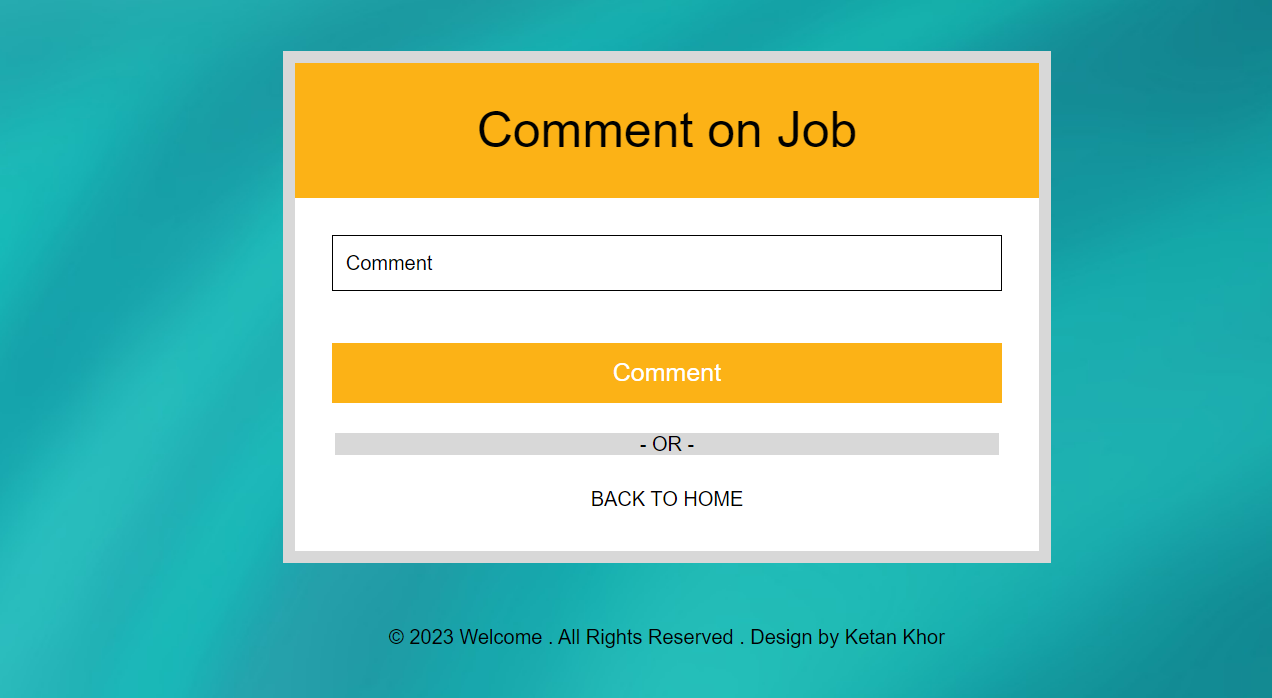 Comment on Job
Comment
Comment
- OR -
BACK TO HOME
© 2023 Welcome . All Rights Reserved . Design by Ketan Khor